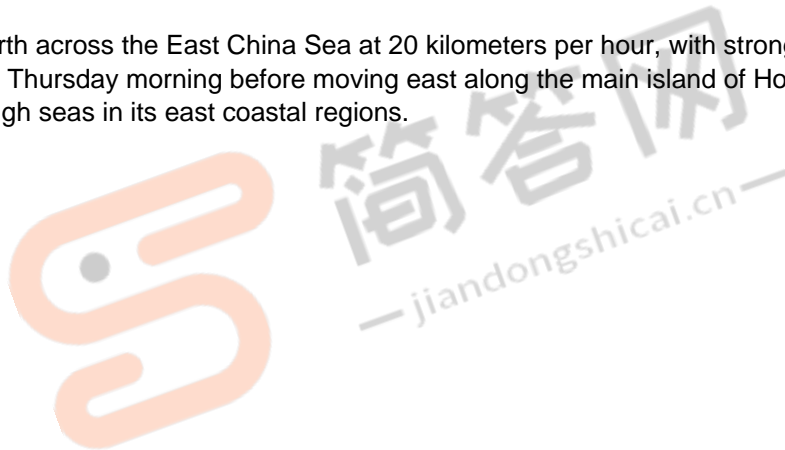 rth across the East China Sea at 20 kilometers per hour, with strong
Thursday morning before moving east along the main island of Ho
gh seas in its east coastal regions.
简答网
jiandongshicai.cn